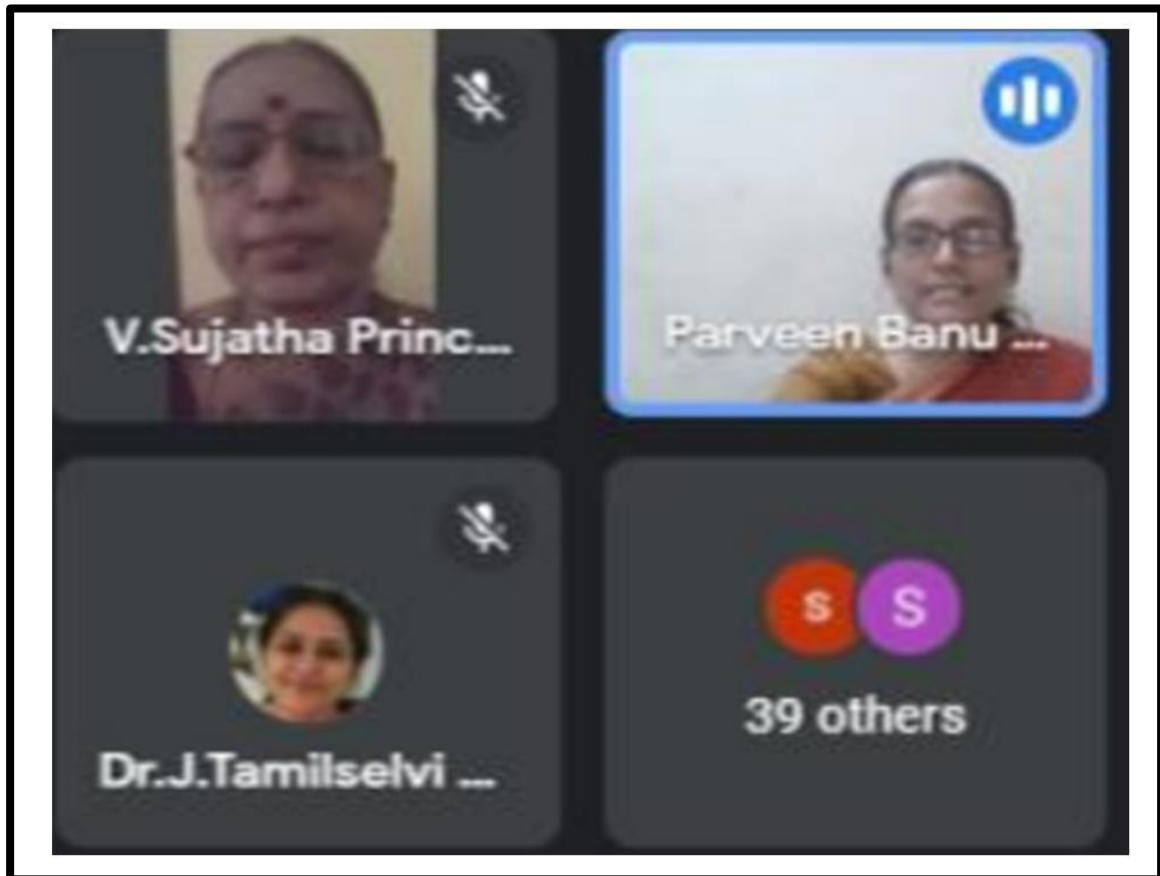 V.Sujatha Princ...
Parveen Banu ...
Dr.J.Tamilselvi ...
s S
39 others